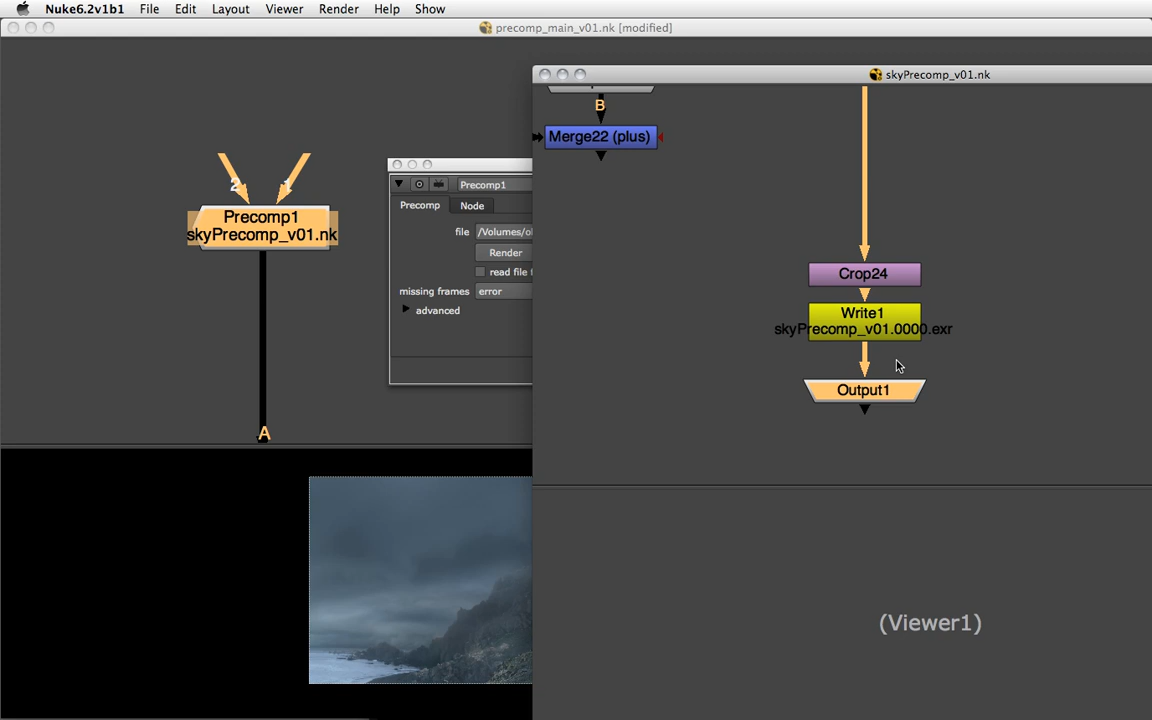 Nuke6.2v1b1 File Edit Layout Viewer Render Help Show
precomp_main_v01.nk [modified]
skyPrecomp_v01.nk
B
Merge22 (plus)
2 1
Precomp1
skyPrecomp_v01.nk
Precomp1
Precomp Node
file /Volumes/ol
Render
read file
missing frames error
advanced
A
Crop24
Write1
skyPrecomp_v01.0000.exr
Output1
(Viewer1)